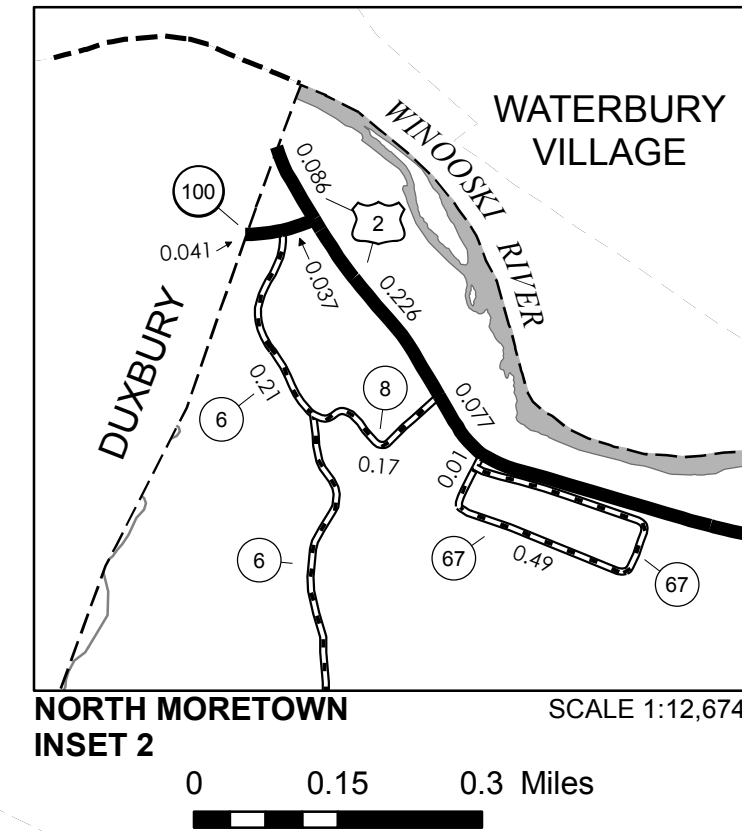 WATERBURY
VILLAGE
WINOOSKI RIVER
0.086
100
2
0.041
0.037
0.226
DUXBURY
0.21
8
0.077
6
0.17
0.01
6
67
0.49
67
NORTH MORETOWN
INSET 2
SCALE 1:12,674
0 0.15 0.3 Miles